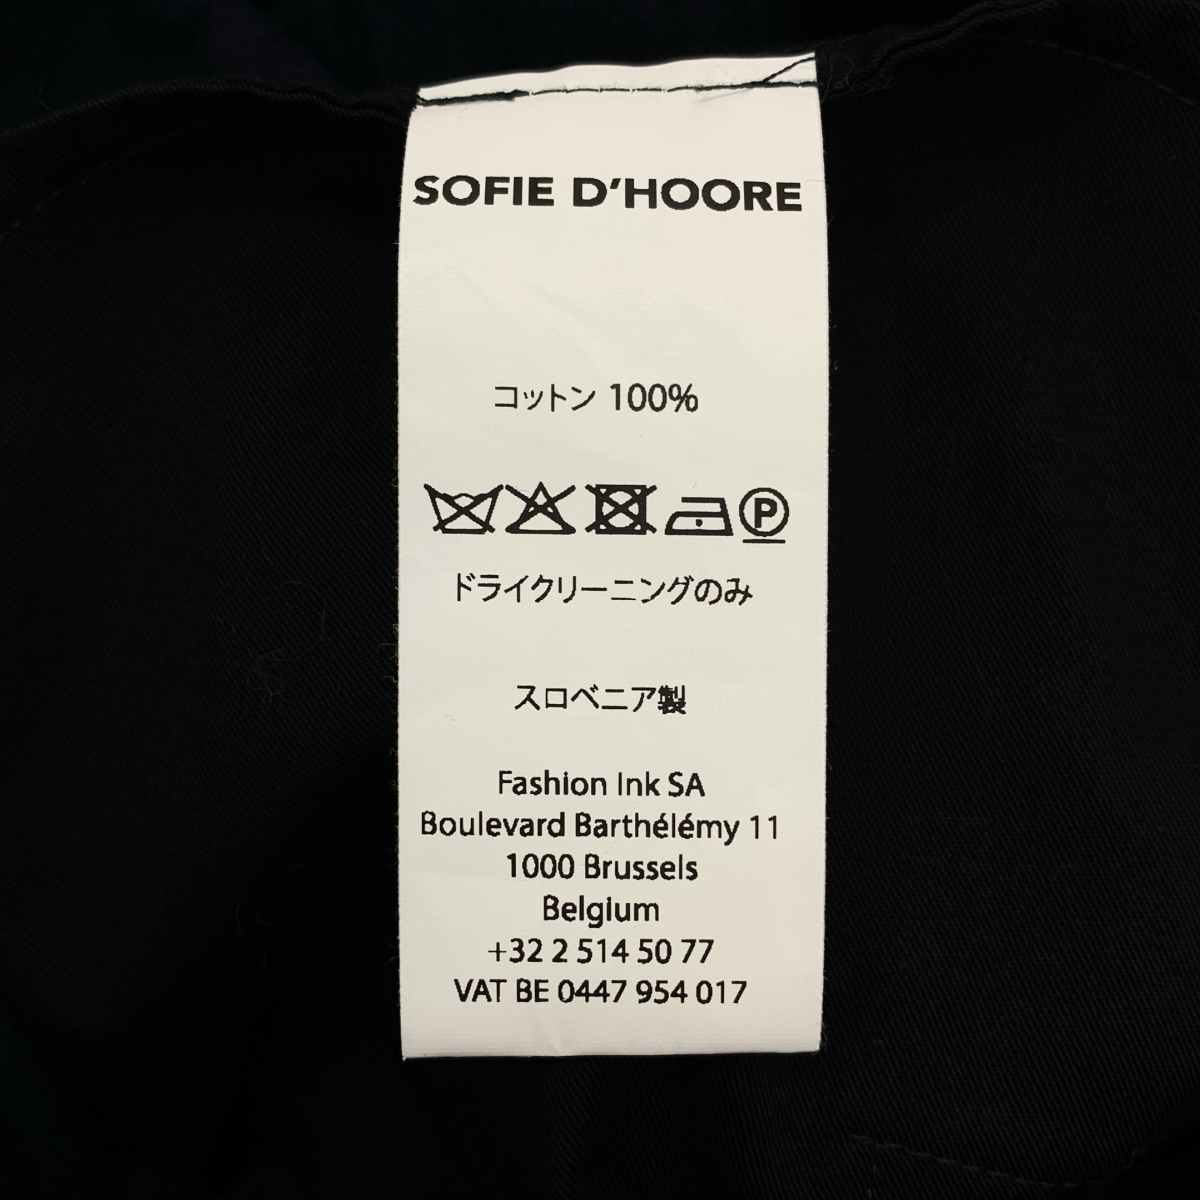 SOFIE D'HOORE
コットン 100%
P
ドライクリーニングのみ
スロベニア製
Fashion Ink SA
Boulevard Barthélémy 11
1000 Brussels
Belgium
+32 2 514 50 77
VAT BE 0447 954 017